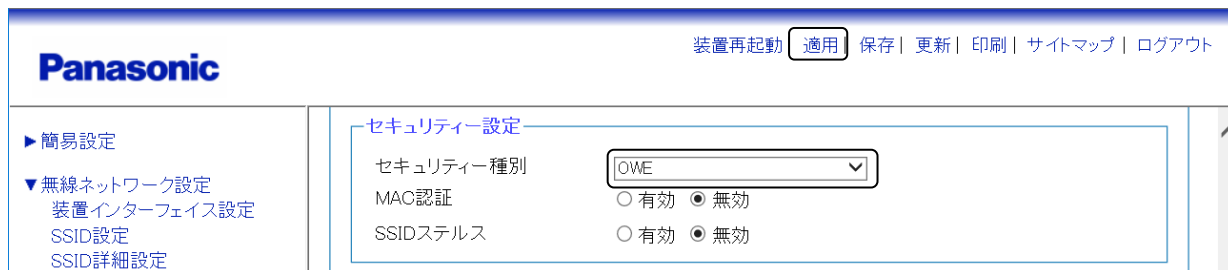 装置再起動 適用| 保存| 更新| 印刷| サイトマップ| ログアウト
Panasonic
▶簡易設定
▼無線ネットワーク設定
装置インターフェイス設定
SSID設定
SSID詳細設定
セキュリティー設定
セキュリティー種別 OWE
MAC認証 有効 無効
SSIDステルス 有効 無効